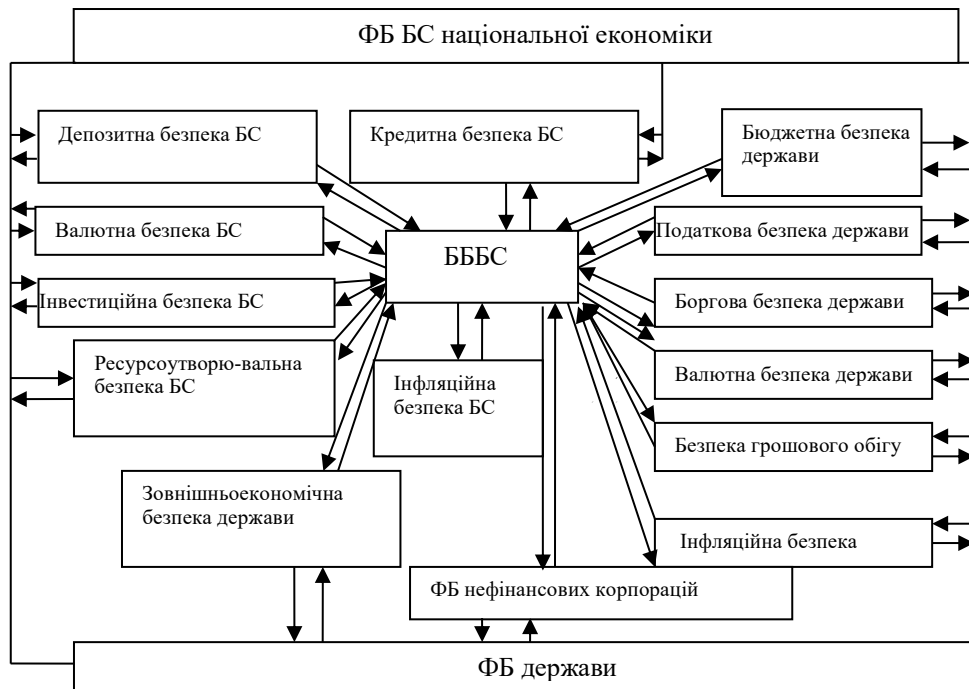 ФБ БС національної економіки
Депозитна безпека БС
Кредитна безпека БС
Бюджетна безпека
держави
Валютна безпека БС
БББС
Податкова безпека держави
Інвестиційна безпека БС
Боргова безпека держави
Ресурсоутворю-вальна
безпека БС
Інфляційна
безпека БС
Валютна безпека держави
Безпека грошового обігу
Зовнішньоекономічна
безпека держави
Інфляційна безпека
ФБ нефінансових корпорацій
ФБ держави